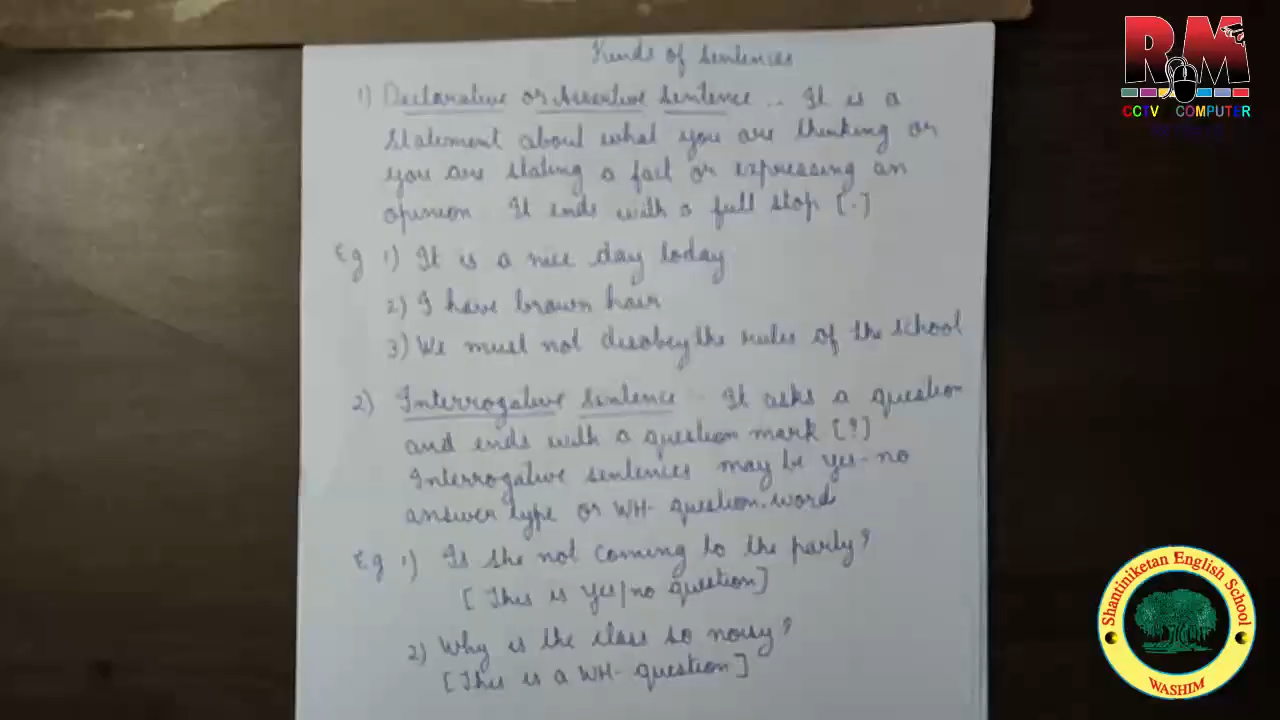 Kinds of sentences
1) Declarative or Assertive Sentence .. It is a
statement about what you are thinking or
you are stating a fact or expressing an
opinion. It ends with a full stop [.]
Eg 1) It is a nice day today
2) I have brown hair
3) We must not disobey the rules of the school
2) Interrogative sentence .. It asks a question
and ends with a question mark [?]
Interrogative sentences may be yes-no
answer type or WH- question-word
Eg 1) Is she not coming to the party?
[This is yes/no question]
2) Why is the class so noisy?
[This is a WH- question]
RM
CCTV COMPUTER
Shantiniketan English School
WASHIM